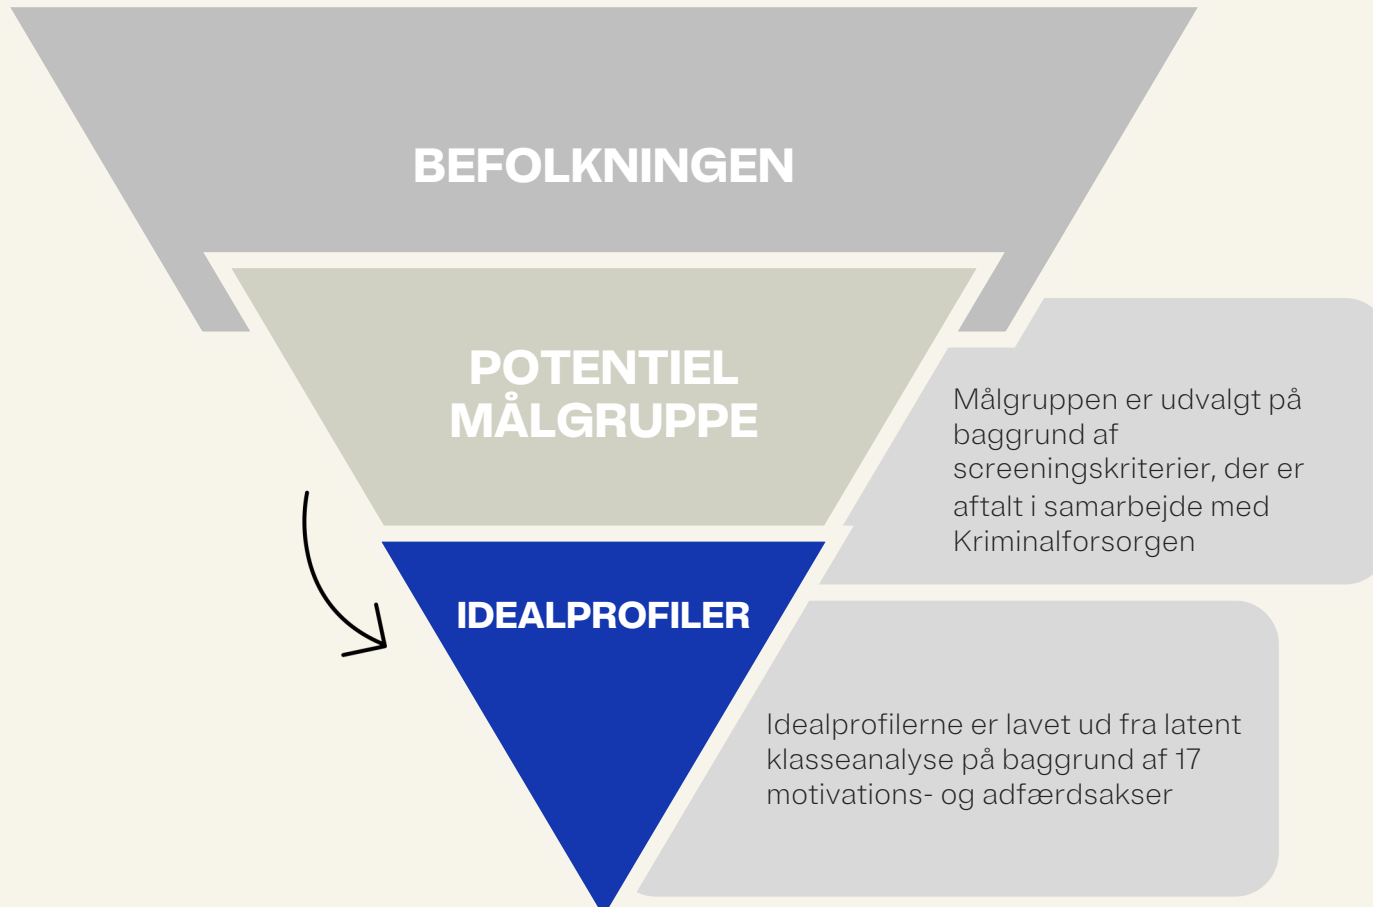 BEFOLKNINGEN
POTENTIEL
MÅLGRUPPE
Målgruppen er udvalgt på
baggrund af
screeningskriterier, der er
aftalt i samarbejde med
Kriminalforsorgen
IDEALPROFILER
Idealprofilerne er lavet ud fra latent
klasseanalyse på baggrund af 17
motivations- og adfærdsakser